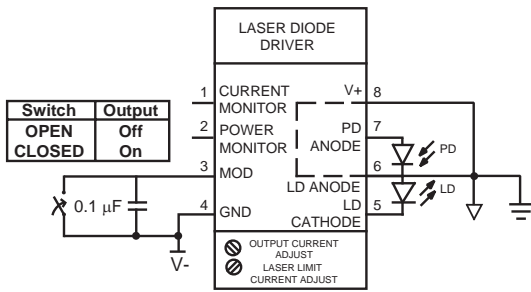 LASER DIODE
DRIVER
1 CURRENT MONITOR
2 POWER MONITOR
3 MOD
4 GND
V+ 8
PD ANODE 7
LD ANODE 6
LD CATHODE 5
Switch Output
OPEN Off
CLOSED On
0.1 µF
V-
PD
LD
OUTPUT CURRENT
ADJUST
LASER LIMIT
CURRENT ADJUST